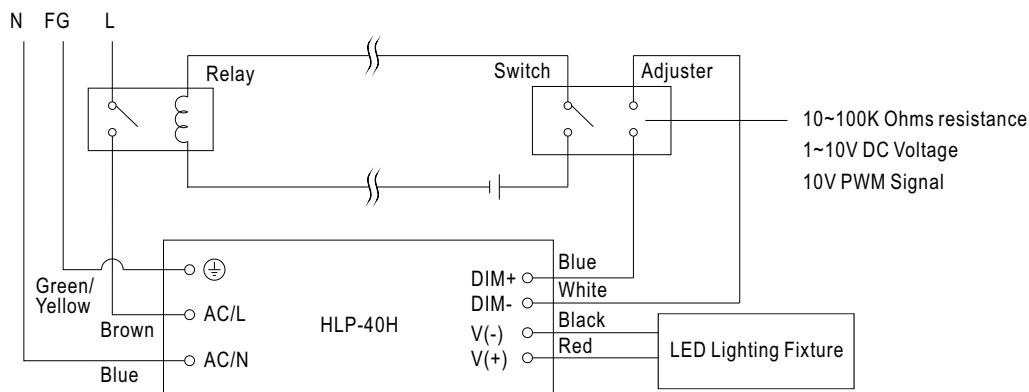 N FG L
Relay
Switch
Adjuster
10~100K Ohms resistance
1~10V DC Voltage
10V PWM Signal
Green/
Yellow
Brown
Blue
AC/L
AC/N
HLP-40H
DIM+
DIM-
V(-)
V(+)
Blue
White
Black
Red
LED Lighting Fixture